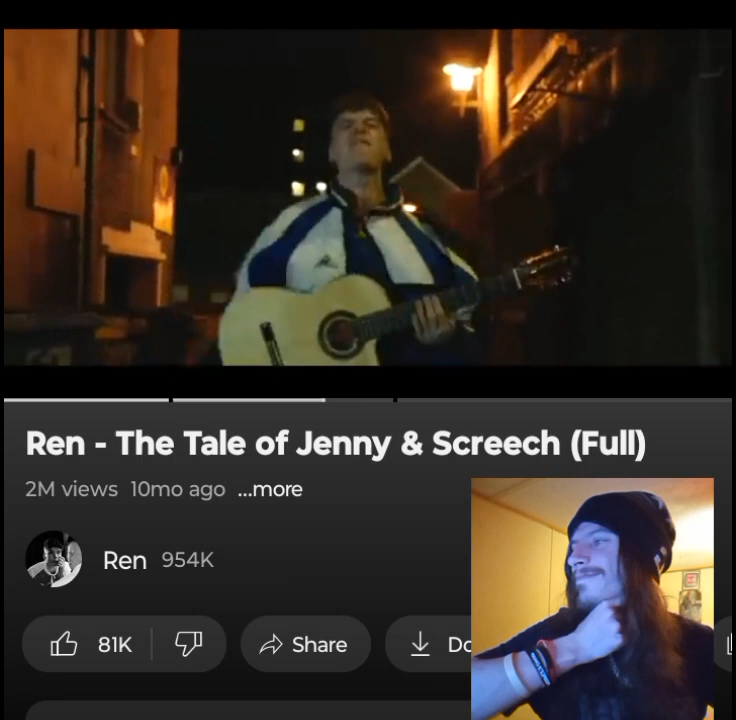 Ren - The Tale of Jenny & Screech (Full)
2M views 10mo ago ...more
Ren 954K
81K Share Do